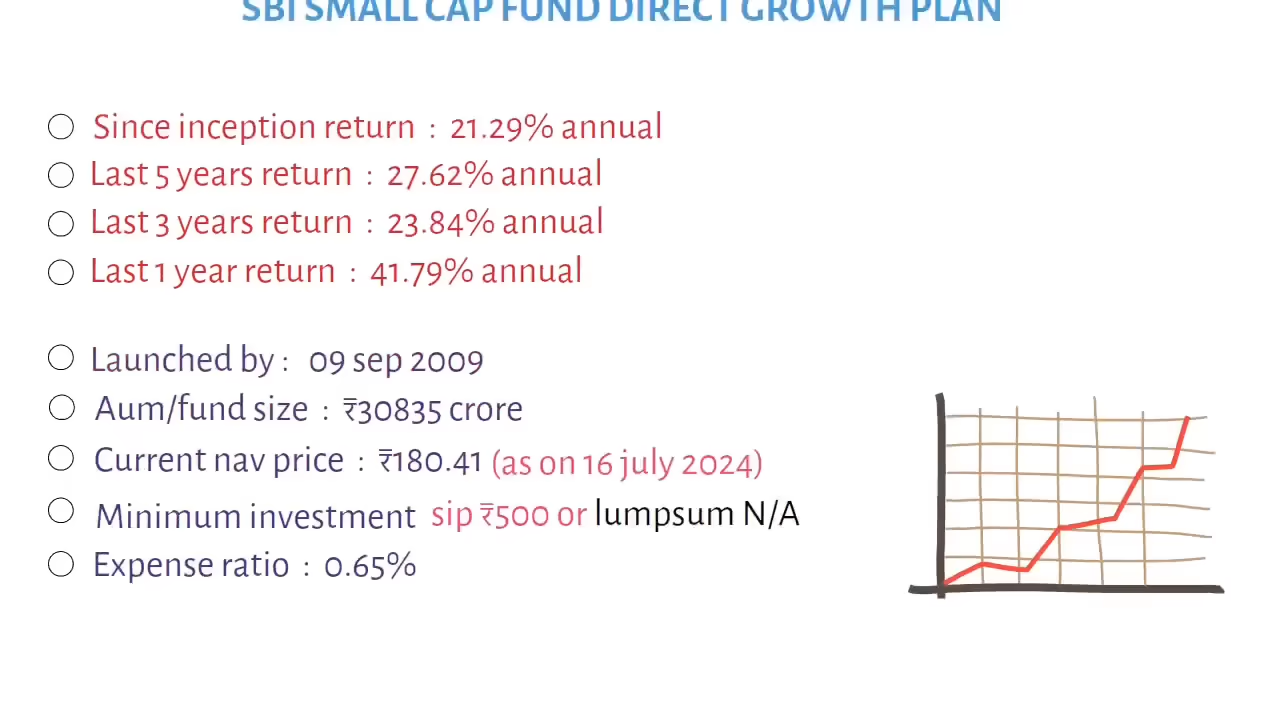 SBI SMALL CAP FUND DIRECT GROWTH PLAN
Since inception return : 21.29% annual
Last 5 years return : 27.62% annual
Last 3 years return : 23.84% annual
Last 1 year return : 41.79% annual
Launched by : 09 sep 2009
Aum/fund size : ₹30835 crore
Current nav price : ₹180.41 (as on 16 july 2024)
Minimum investment sip ₹500 or lumpsum N/A
Expense ratio : 0.65%